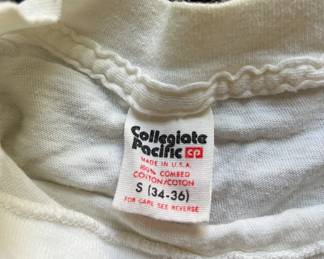 Collegiate
Pacific CP
MADE IN U.S.A.
100% COMBED
COTTON/COTON
S (34-36)
FOR CARE SEE REVERSE